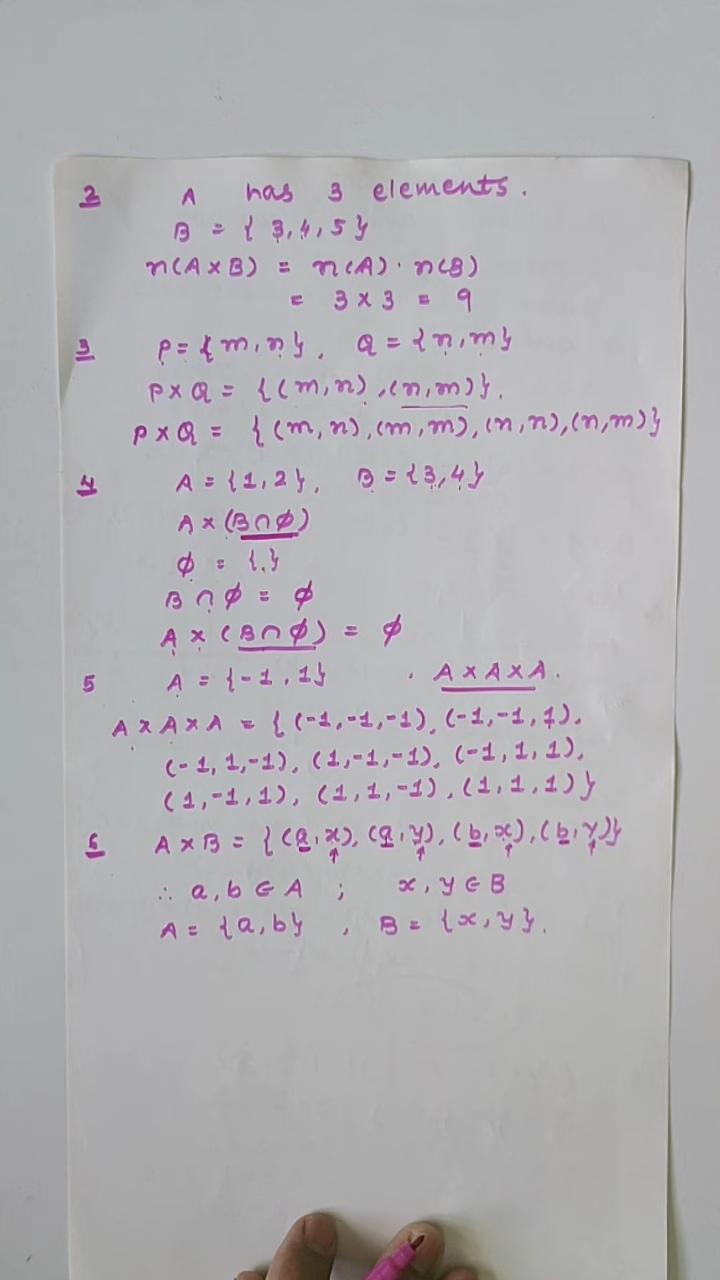 2 A has 3 elements.
B = {3,4,5}
n(A×B) = n(A)·n(B)
= 3×3 = 9
3 P={m,n}, Q={n,m}
P×Q = {(m,n),(n,m)}.
P×Q = {(m,n),(m,m),(n,n),(n,m)}
4 A={1,2}, B={3,4}
A×(B∩ϕ)
ϕ = {.}
B∩ϕ = ϕ
A×(B∩ϕ) = ϕ
5 A = {-1,1} . A×A×A.
A×A×A = {(-1,-1,-1), (-1,-1,1),
(-1,1,-1), (1,-1,-1), (-1,1,1),
(1,-1,1), (1,1,-1), (1,1,1)}
6 A×B = {(a,x),(a,y),(b,x),(b,y)}
∴ a,b ∈ A ; x,y ∈ B
A = {a,b} , B = {x,y}.